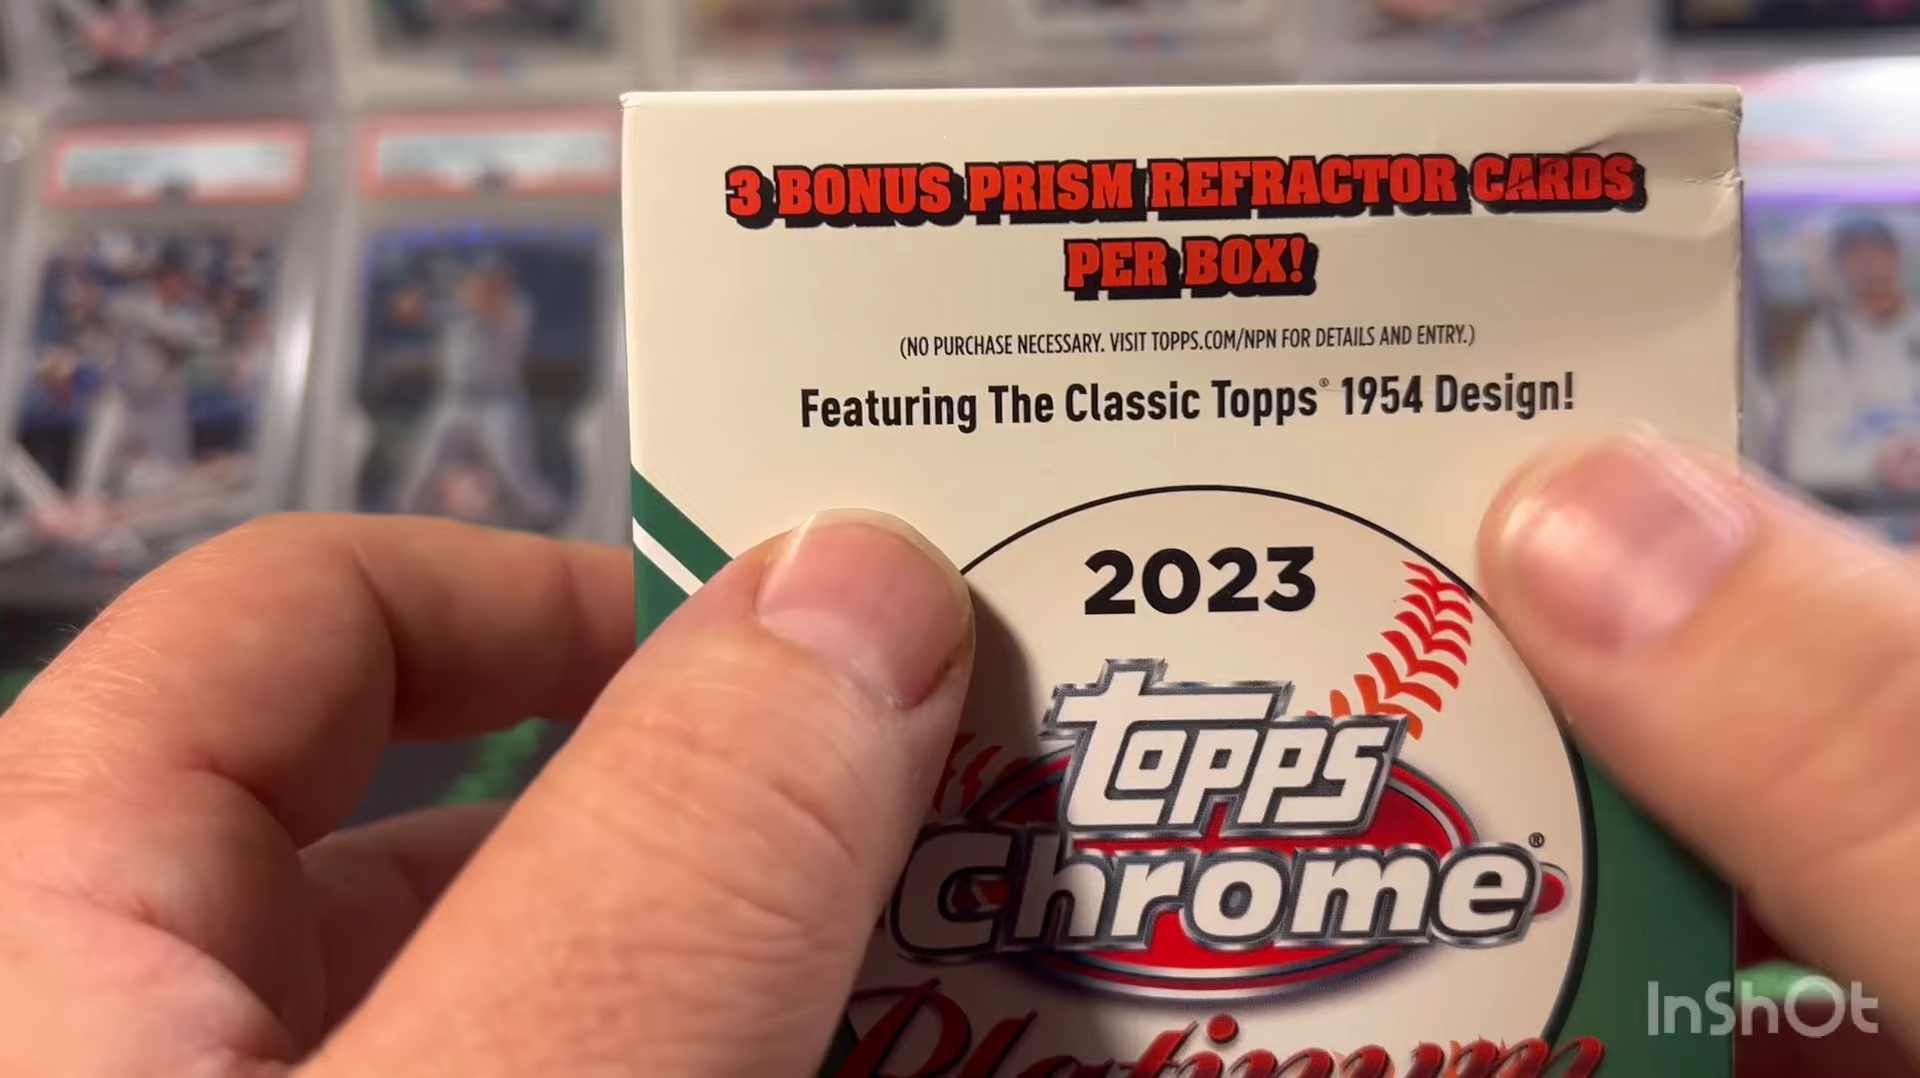 3 BONUS PRISM REFRACTOR CARDS
PER BOX!
(NO PURCHASE NECESSARY. VISIT TOPPS.COM/NPN FOR DETAILS AND ENTRY.)
Featuring The Classic Topps® 1954 Design!
2023
topps
Chrome®
Platinum
InShOt